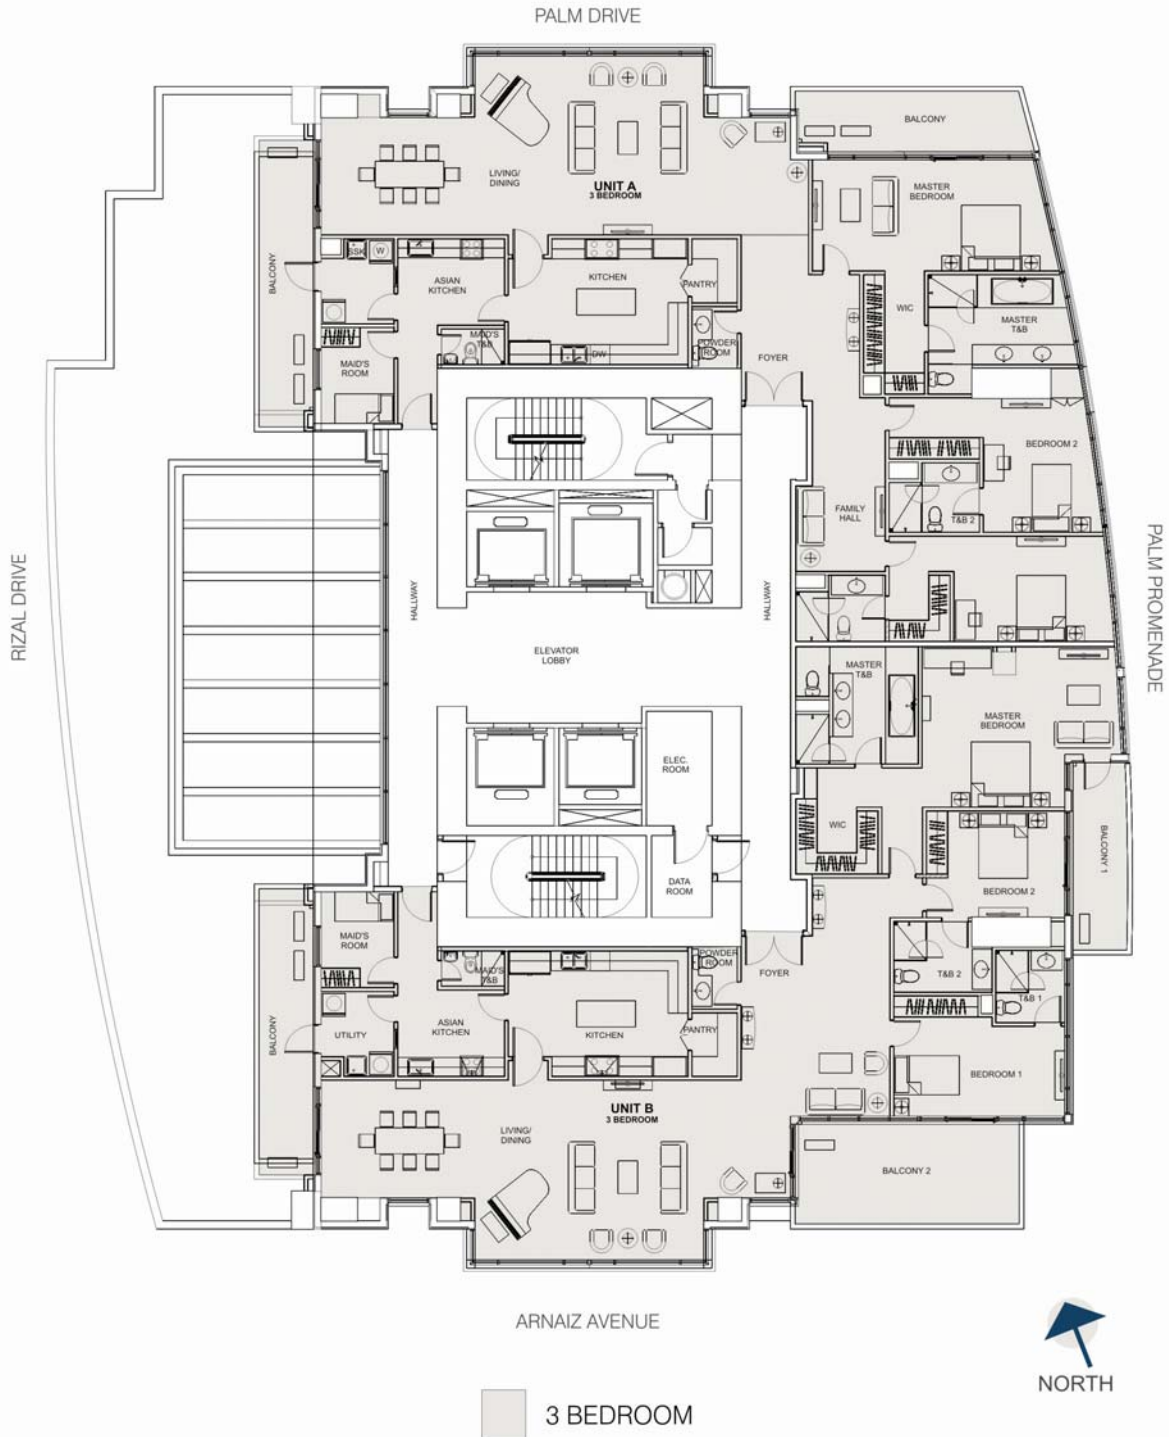 PALM DRIVE
BALCONY
LIVING/
DINING
UNIT A
3 BEDROOM
MASTER
BEDROOM
BALCONY
SSK
W
ASIAN
KITCHEN
KITCHEN
PANTRY
WIC
MASTER
T&B
MAID'S
T&B
DW
POWDER
ROOM
FOYER
MAID'S
ROOM
BEDROOM 2
FAMILY
HALL
T&B 2
RIZAL DRIVE
HALLWAY
HALLWAY
PALM PROMENADE
ELEVATOR
LOBBY
MASTER
T&B
MASTER
BEDROOM
ELEC.
ROOM
WIC
BALCONY 1
DATA
ROOM
BEDROOM 2
MAID'S
ROOM
MAID'S
T&B
POWDER
ROOM
FOYER
T&B 2
T&B 1
BALCONY
UTILITY
ASIAN
KITCHEN
KITCHEN
PANTRY
BEDROOM 1
LIVING/
DINING
UNIT B
3 BEDROOM
BALCONY 2
ARNAIZ AVENUE
NORTH
3 BEDROOM